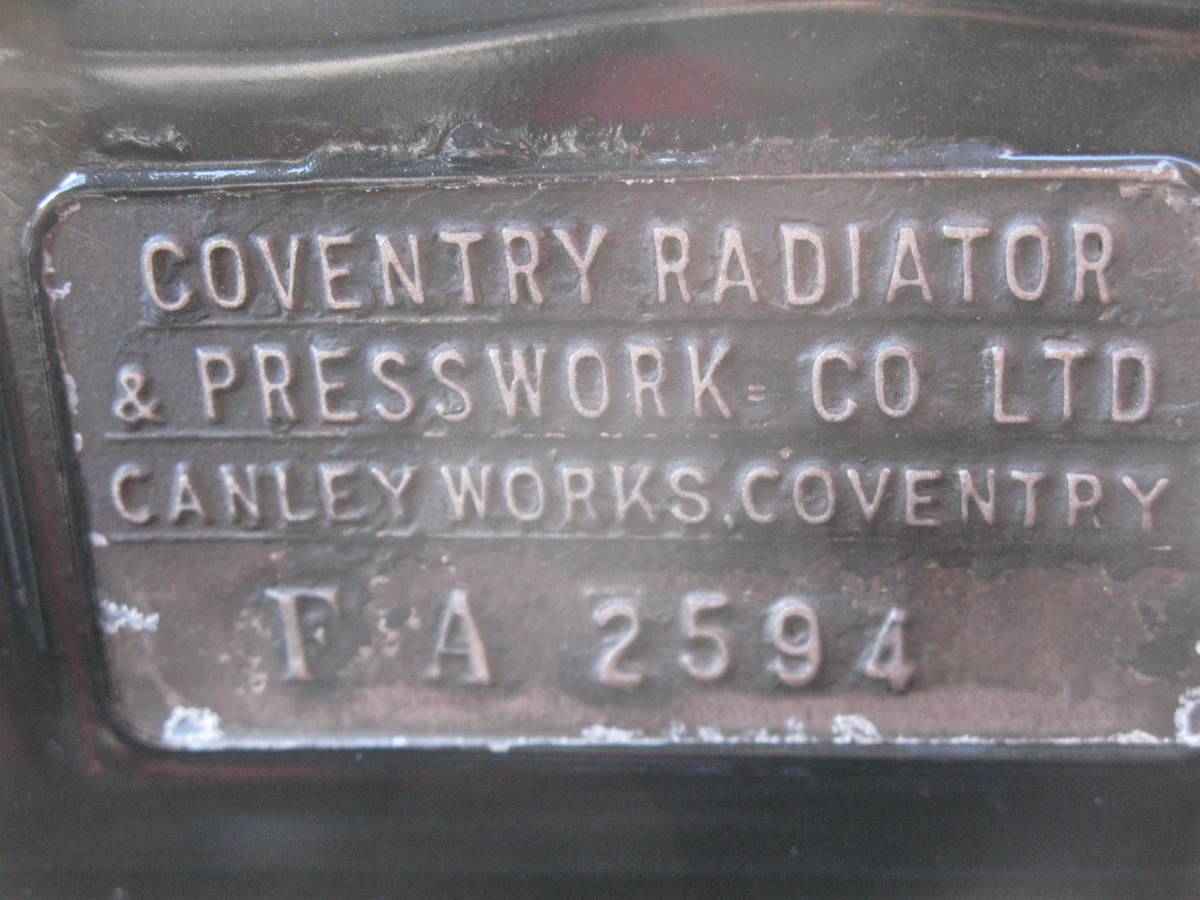 COVENTRY RADIATOR
& PRESSWORK = CO LTD
CANLEY WORKS, COVENTRY
FA 2594